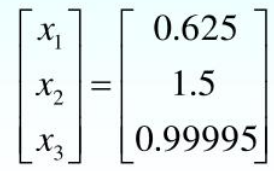 [x₁] = [0.625]
[x₂] = [1.5]
[x₃] = [0.99995]